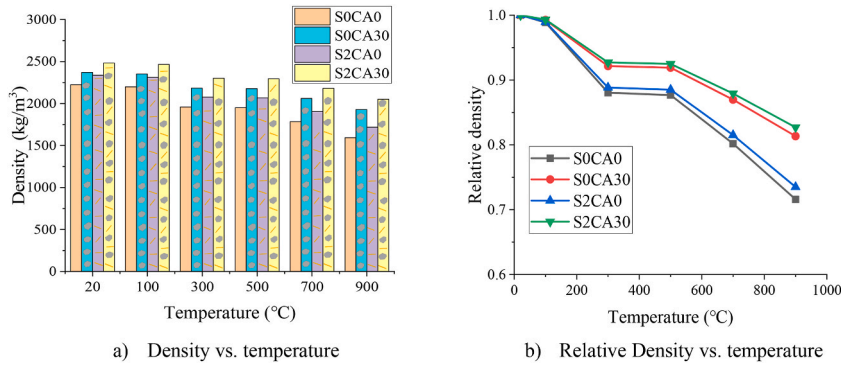 a)
S0CA0
S0CA30
S2CA0
S2CA30
3000
2500
2000
1500
1000
500
0
Density (kg/m³)
20 100 300 500 700 900
Temperature (℃)
a) Density vs. temperature
b)
1.0
0.9
0.8
0.7
0.6
Relative density
S0CA0
S0CA30
S2CA0
S2CA30
0 200 400 600 800 1000
Temperature (℃)
b) Relative Density vs. temperature